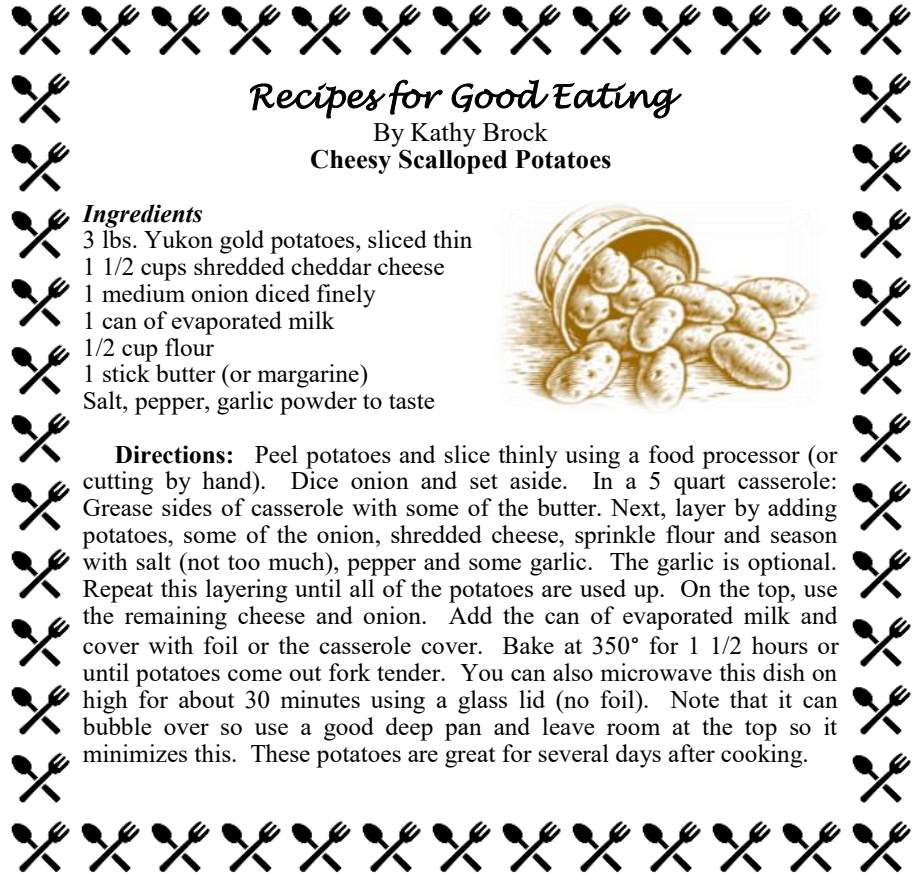 Recipes for Good Eating
By Kathy Brock
Cheesy Scalloped Potatoes
Ingredients
3 lbs. Yukon gold potatoes, sliced thin
1 1/2 cups shredded cheddar cheese
1 medium onion diced finely
1 can of evaporated milk
1/2 cup flour
1 stick butter (or margarine)
Salt, pepper, garlic powder to taste
Directions: Peel potatoes and slice thinly using a food processor (or
cutting by hand). Dice onion and set aside. In a 5 quart casserole:
Grease sides of casserole with some of the butter. Next, layer by adding
potatoes, some of the onion, shredded cheese, sprinkle flour and season
with salt (not too much), pepper and some garlic. The garlic is optional.
Repeat this layering until all of the potatoes are used up. On the top, use
the remaining cheese and onion. Add the can of evaporated milk and
cover with foil or the casserole cover. Bake at 350° for 1 1/2 hours or
until potatoes come out fork tender. You can also microwave this dish on
high for about 30 minutes using a glass lid (no foil). Note that it can
bubble over so use a good deep pan and leave room at the top so it
minimizes this. These potatoes are great for several days after cooking.